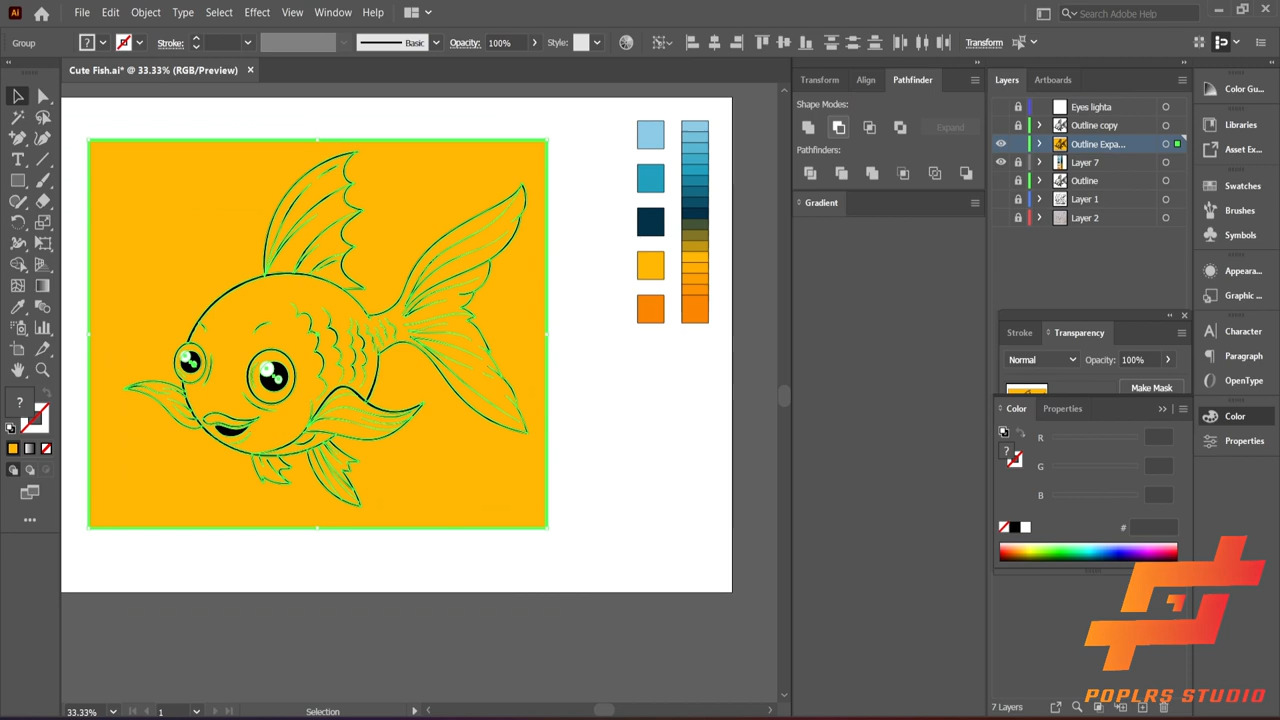 Ai File Edit Object Type Select Effect View Window Help Search Adobe Help
Group ? Stroke: Basic Opacity: 100% Style: Transform
Cute Fish.ai* @ 33.33% (RGB/Preview) ×
Transform Align Pathfinder
Shape Modes:
Expand
Pathfinders:
Gradient
Layers Artboards
Eyes lighta
Outline copy
Outline Expa...
Layer 7
Outline
Layer 1
Layer 2
Stroke Transparency
Normal Opacity: 100%
Make Mask
Color Properties
R
G
B
#
7 Layers
Color Gu...
Libraries
Asset Ex...
Swatches
Brushes
Symbols
Appeara...
Graphic ...
Character
Paragraph
OpenType
Color
Properties
POPLRS STUDIO
33.33% 1 Selection